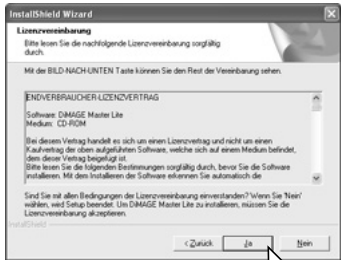 InstallShield Wizard
Lizenzvereinbarung
Bitte lesen Sie die nachfolgende Lizenzvereinbarung sorgfältig
durch.
Mit der BILD-NACH-UNTEN Taste können Sie den Rest der Vereinbarung sehen.
ENDVERBRAUCHER-LIZENZVERTRAG
Software: DiMAGE Master Lite
Medium: CD-ROM
Bei diesem Vertrag handelt es sich um einen Lizenzvertrag und nicht um einen
Kaufvertrag der oben aufgeführten Software, welche sich auf einem Medium befindet,
dem dieser Vertrag beigefügt ist.
Bitte lesen Sie die folgenden Bestimmungen sorgfältig durch, bevor Sie die Software
installieren. Mit dem Installieren der Software erkennen Sie automatisch die
Sind Sie mit allen Bedingungen der Lizenzvereinbarung einverstanden? Wenn Sie 'Nein'
wählen, wird Setup beendet. Um DiMAGE Master Lite zu installieren, müssen Sie die
Lizenzvereinbarung akzeptieren.
InstallShield
< Zurück Ja Nein